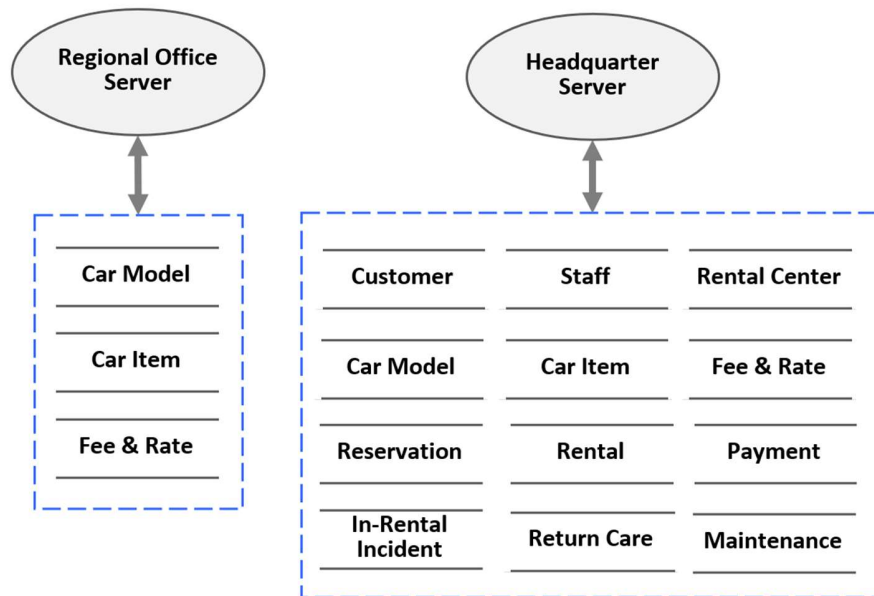 Regional Office
Server
Headquarter
Server
Car Model
Car Item
Fee & Rate
Customer
Staff
Rental Center
Car Model
Car Item
Fee & Rate
Reservation
Rental
Payment
In-Rental
Incident
Return Care
Maintenance